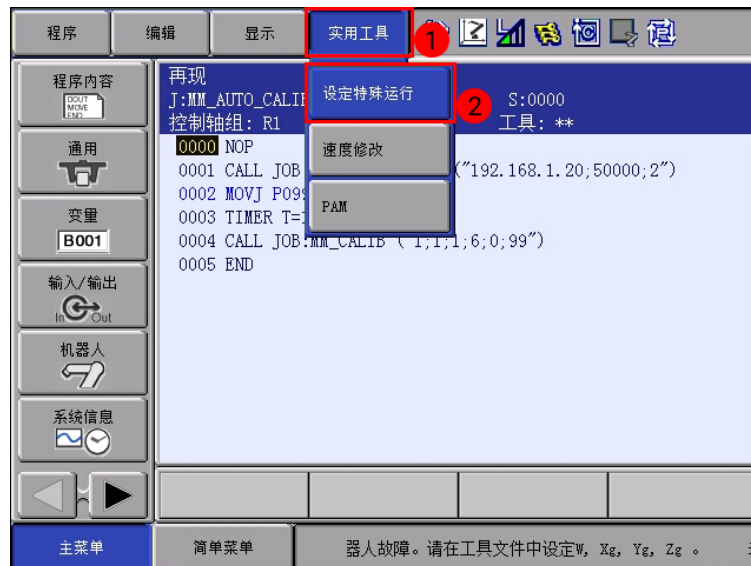 程序 编辑 显示 实用工具 1
设定特殊运行 2
速度修改
PAM
程序内容
DOUT
MOVE
END
通用
变量
B001
输入/输出
In Out
机器人
系统信息
再现
J:MM_AUTO_CALI S:0000
控制轴组: R1 工具: **
0000 NOP
0001 CALL JOB ("192.168.1.20;50000;2")
0002 MOVJ P09
0003 TIMER T=
0004 CALL JOB:MM_CALIB ("1;1;1;6;0;99")
0005 END
主菜单 简单菜单 器人故障。请在工具文件中设定W, Xg, Yg, Zg 。